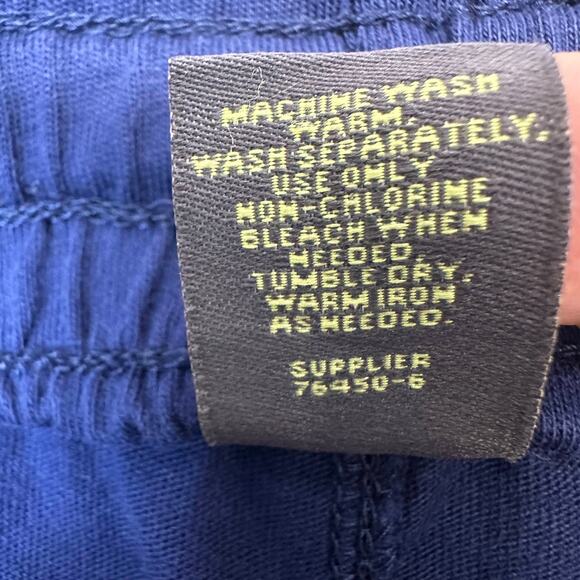 MACHINE WASH
WARM.
WASH SEPARATELY.
USE ONLY
NON-CHLORINE
BLEACH WHEN
NEEDED.
TUMBLE DRY.
WARM IRON
AS NEEDED.
SUPPLIER
76450-6